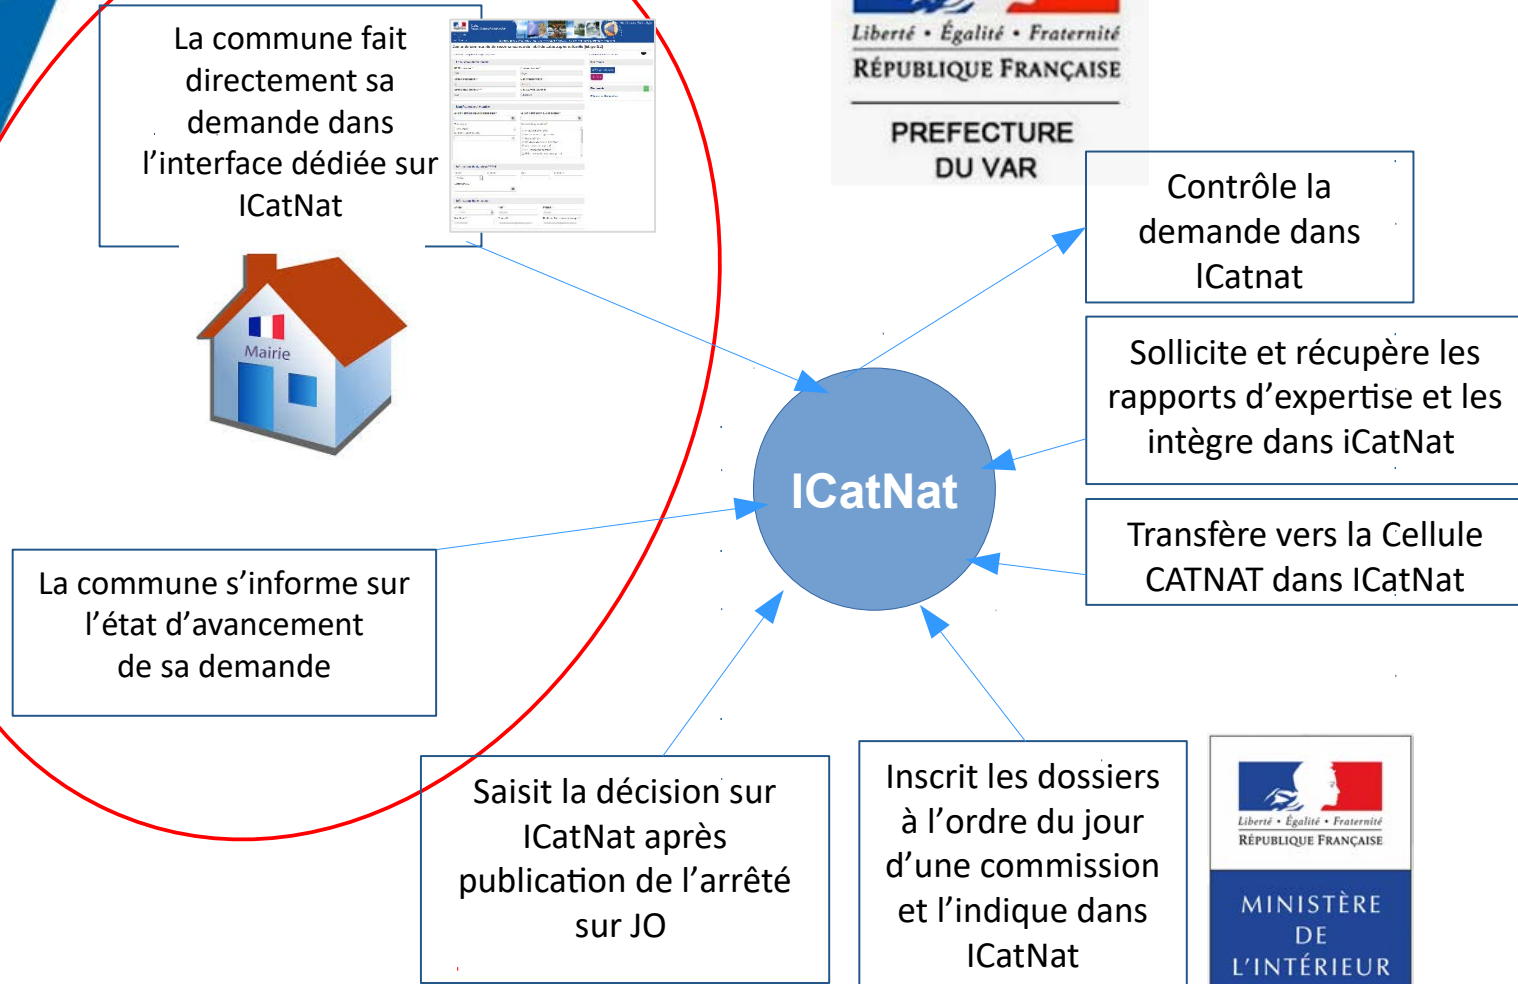 La commune fait
directement sa
demande dans
l’interface dédiée sur
ICatNat
Mairie
La commune s’informe sur
l’état d’avancement
de sa demande
Liberté • Égalité • Fraternité
RÉPUBLIQUE FRANÇAISE
PREFECTURE
DU VAR
Contrôle la
demande dans
ICatnat
Sollicite et récupère les
rapports d’expertise et les
intègre dans iCatNat
Transfère vers la Cellule
CATNAT dans ICatNat
ICatNat
Saisit la décision sur
ICatNat après
publication de l’arrêté
sur JO
Inscrit les dossiers
à l’ordre du jour
d’une commission
et l’indique dans
ICatNat
Liberté • Égalité • Fraternité
RÉPUBLIQUE FRANÇAISE
MINISTÈRE
DE
L’INTÉRIEUR